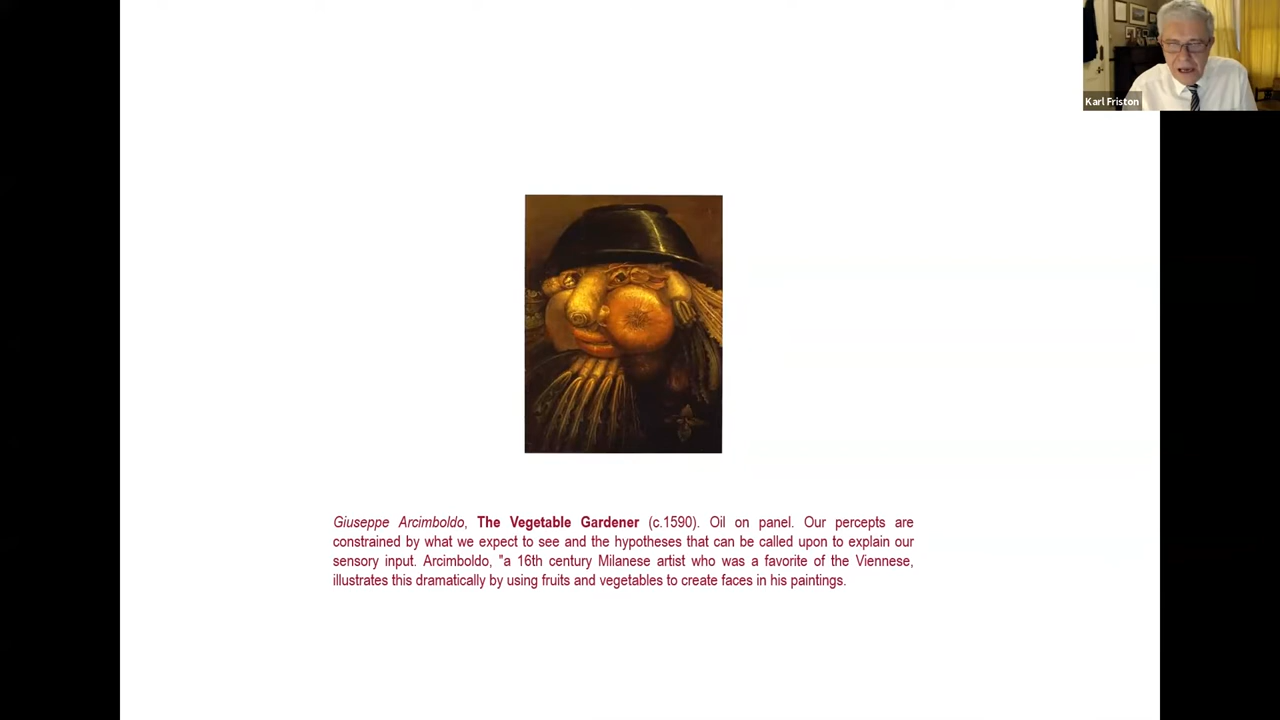 Karl Friston
Giuseppe Arcimboldo, The Vegetable Gardener (c.1590). Oil on panel. Our percepts are
constrained by what we expect to see and the hypotheses that can be called upon to explain our
sensory input. Arcimboldo, "a 16th century Milanese artist who was a favorite of the Viennese,
illustrates this dramatically by using fruits and vegetables to create faces in his paintings.